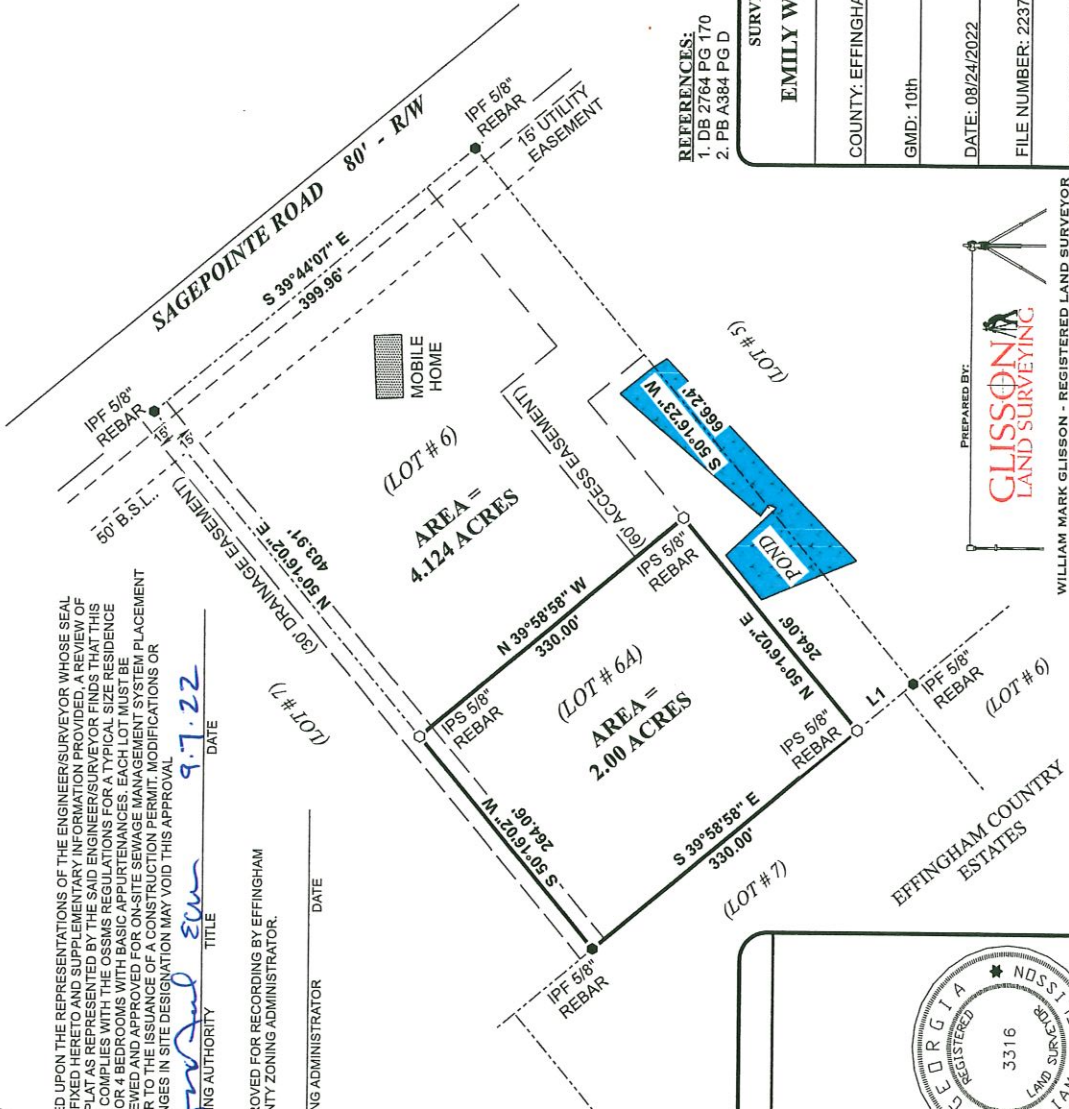 ED UPON THE REPRESENTATIONS OF THE ENGINEER/SURVEYOR WHOSE SEAL
FIXED HERETO AND SUPPLEMENTARY INFORMATION PROVIDED, A REVIEW OF
PLAT AS REPRESENTED BY THE SAID ENGINEER/SURVEYOR FINDS THAT THIS
COMPLIES WITH THE OSSMS REGULATIONS FOR A TYPICAL SIZE RESIDENCE
OR 4 BEDROOMS WITH BASIC APPURTENANCES. EACH LOT MUST BE
EWED AND APPROVED FOR ON-SITE SEWAGE MANAGEMENT SYSTEM PLACEMENT
R TO THE ISSUANCE OF A CONSTRUCTION PERMIT. MODIFICATIONS OR
NGES IN SITE DESIGNATION MAY VOID THIS APPROVAL
9.7.22
NG AUTHORITY TITLE DATE
ROVED FOR RECORDING BY EFFINGHAM
NTY ZONING ADMINISTRATOR.
NG ADMINISTRATOR DATE
SAGEPOINTE ROAD 80' - R/W
IPF 5/8"
REBAR
S 39°44'07" E
399.96'
IPF 5/8"
REBAR
15' UTILITY
EASEMENT
15'
15'
50' B.S.L..
(30' DRAINAGE EASEMENT)
N 50°16'02" E
403.91'
MOBILE
HOME
(LOT # 6)
AREA =
4.124 ACRES
(60' ACCESS EASEMENT)
(LOT # 7)
IPS 5/8"
REBAR
N 39°58'58" W
330.00'
IPS 5/8"
REBAR
S 50°16'23" W
666.24'
(LOT # 5)
POND
S 50°16'02" W
264.06'
(LOT # 6A)
AREA =
2.00 ACRES
N 50°16'02" E
264.06'
IPF 5/8"
REBAR
S 39°58'58" E
330.00'
IPS 5/8"
REBAR
L1
IPF 5/8"
REBAR
(LOT # 6)
(LOT # 7)
EFFINGHAM COUNTRY
ESTATES
REFERENCES:
1. DB 2764 PG 170
2. PB A384 PG D
SURV
EMILY W
COUNTY: EFFINGHA
GMD: 10th
DATE: 08/24/2022
FILE NUMBER: 2237
PREPARED BY:
GLISSON
LAND SURVEYING
WILLIAM MARK GLISSON - REGISTERED LAND SURVEYOR
GEORGIA
REGISTERED
3316
LAND SURVEYOR